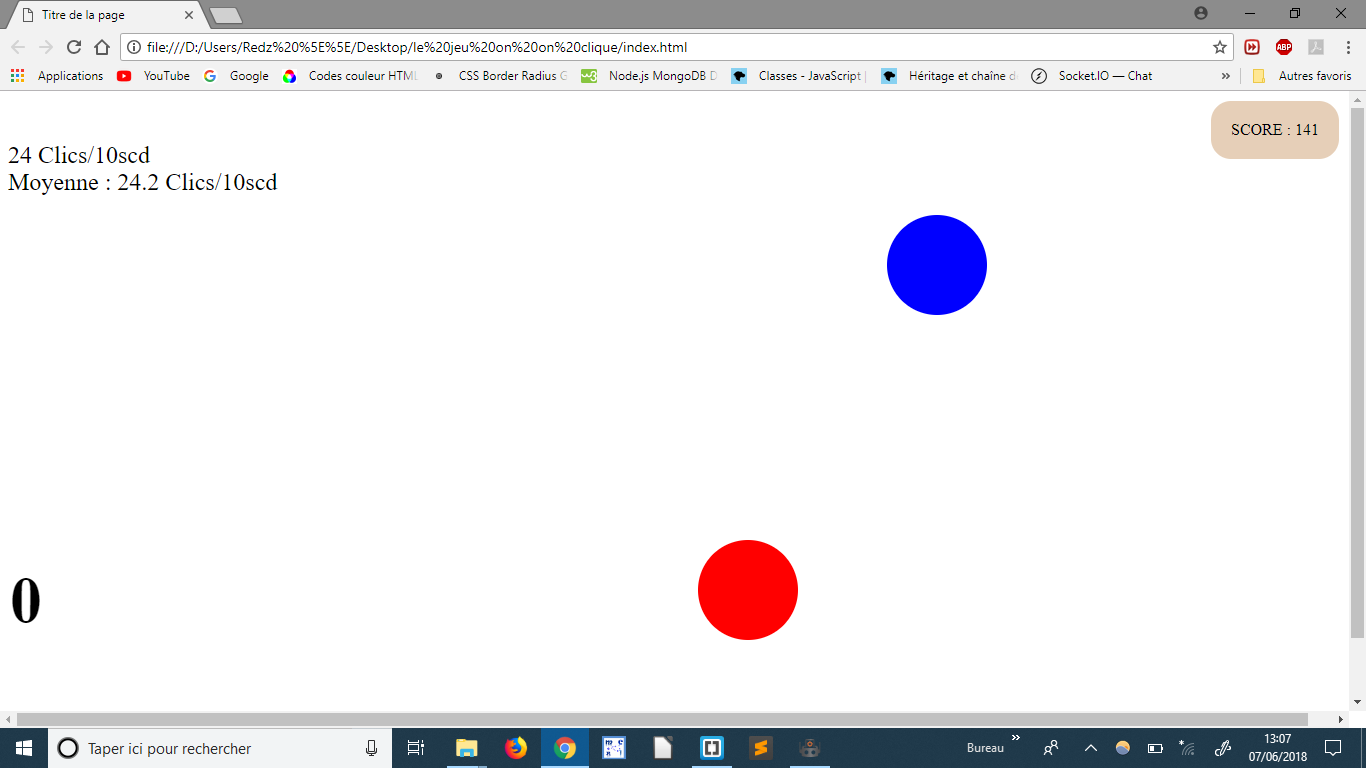 Titre de la page
file:///D:/Users/Redz%20%5E%5E/Desktop/le%20jeu%20on%20on%20clique/index.html
ABP
Applications YouTube Google Codes couleur HTML CSS Border Radius G Node.js MongoDB D Classes - JavaScript | Héritage et chaîne d Socket.IO — Chat » Autres favoris
SCORE : 141
24 Clics/10scd
Moyenne : 24.2 Clics/10scd
0
Taper ici pour rechercher
Bureau »
13:07
07/06/2018